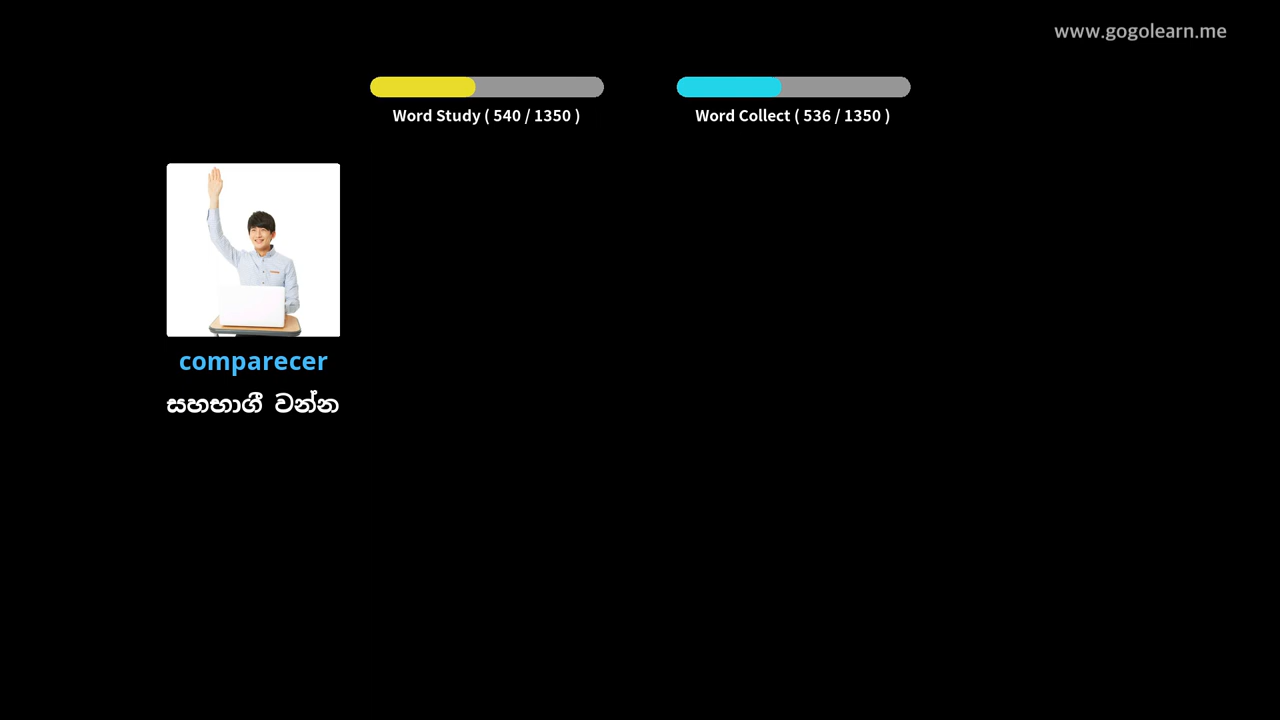 www.gogolearn.me
Word Study ( 540 / 1350 )
Word Collect ( 536 / 1350 )
comparecer
සහභාගී වන්න